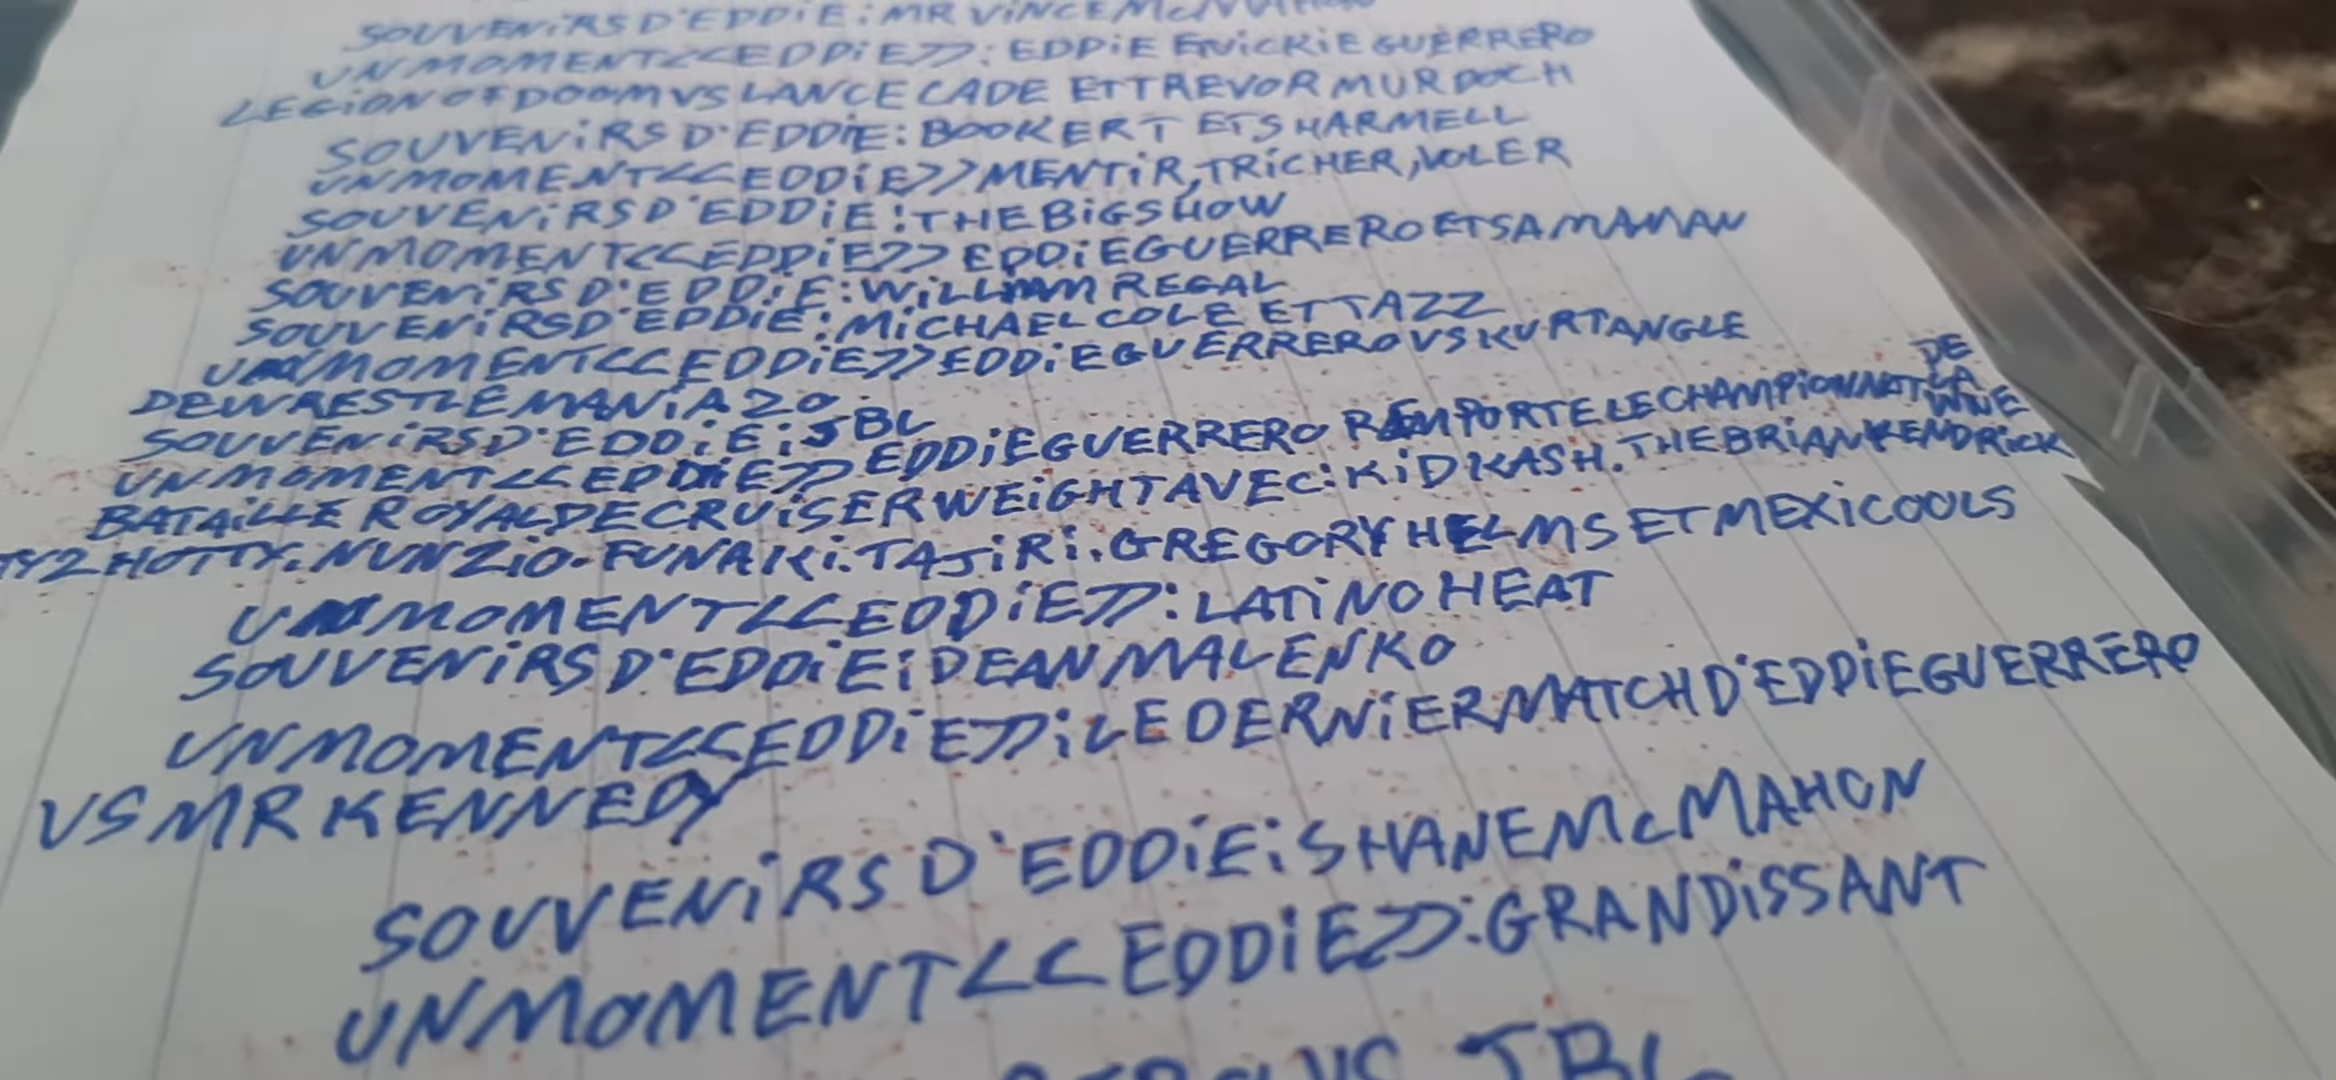 SOUVENiRS D'EDDiE : MR ViNCE McMAHON
UN MOMENT <<EDDiE>> : EDDiE ET ViCKiE GUERRERO
LEGiON OF DOOM VS LANCE CADE ET TREVOR MURDOCH
SOUVENiRS D'EDDiE : BOOKER T ET SHARMELL
UN MOMENT <<EDDiE>> MENTiR, TRiCHER, VOLER
SOUVENiRS D'EDDiE : THE BiG SHOW
UN MOMENT <<EDDiE>> EDDiE GUERRERO ET SA MAMAN
SOUVENiRS D'EDDiE : WiLLIAM REGAL
SOUVENiRS D'EDDiE : MiCHAEL COLE ET TAZZ
UN MOMENT <<EDDiE>> EDDiE GUERRERO VS KURT ANGLE
DE WRESTLEMANiA 20
SOUVENiRS D'EDDiE : JBL
UN MOMENT <<EDDiE>> EDDiE GUERRERO REMPORTE LE CHAMPiONNAT DE LA WWE
BATAiLLE ROYAL DE CRUiSERWEiGHT AVEC : KiD KASH. THE BRiAN KENDRiCK
TY 2 HOTTY. NUNZiO. FUNAKi. TAJiRi. GREGORY HELMS ET MEXiCOOLS
UN MOMENT <<EDDiE>> : LATiNO HEAT
SOUVENiRS D'EDDiE : DEAN MALENKO
UN MOMENT <<EDDiE>> : LE DERNiER MATCH D'EDDiE GUERRERO
VS MR KENNEDY
SOUVENiRS D'EDDiE : SHANE McMAHON
UN MOMENT <<EDDiE>> : GRANDiSSANT
VS JBL